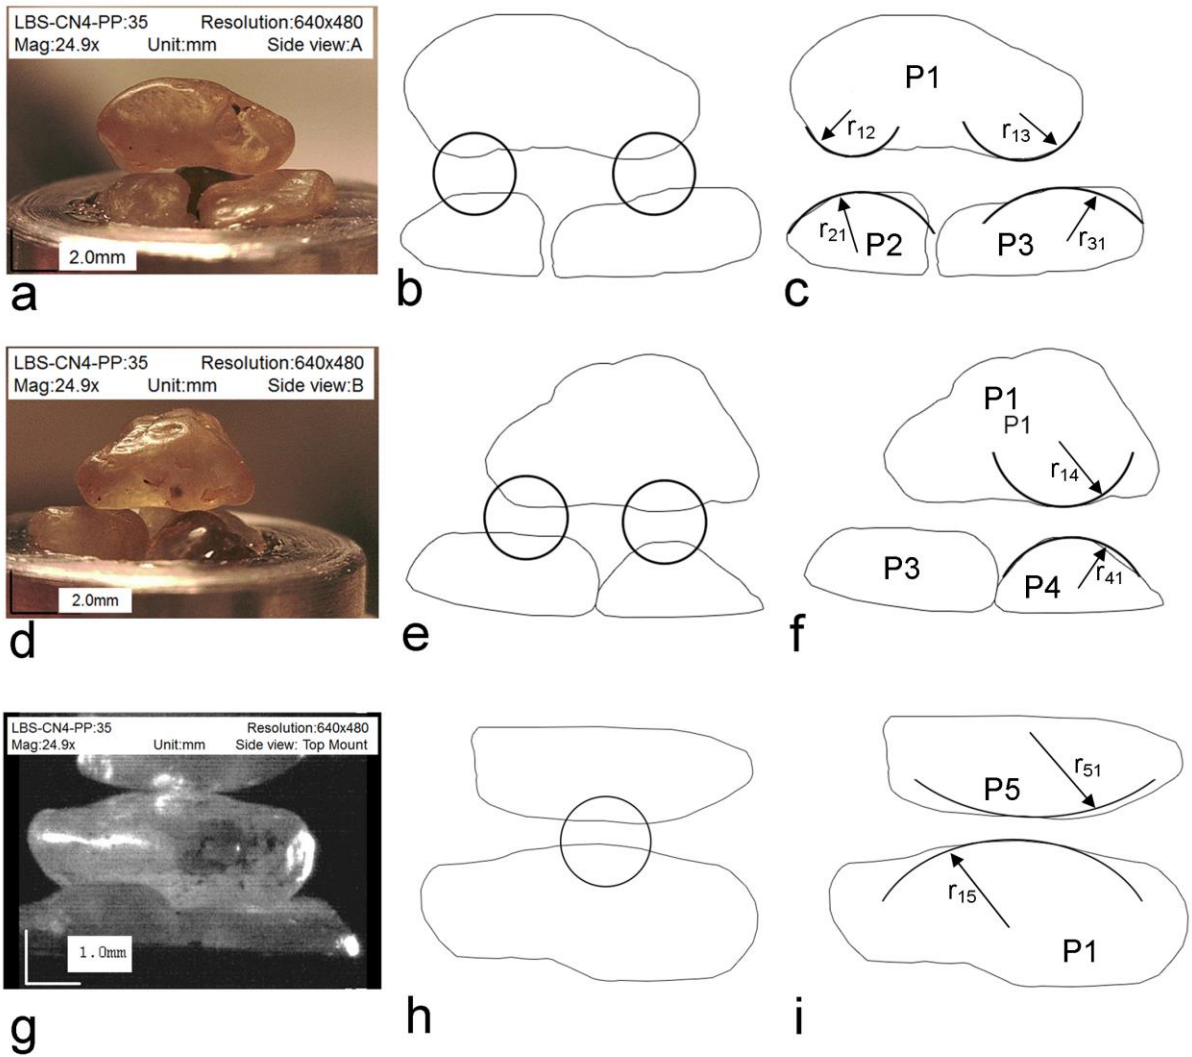 LBS-CN4-PP:35 Resolution:640x480
Mag:24.9x Unit:mm Side view:A
2.0mm
a
b
P1
r12
r13
r21
P2
P3
r31
c
LBS-CN4-PP:35 Resolution:640x480
Mag:24.9x Unit:mm Side view:B
2.0mm
d
e
P1
P1
r14
P3
P4
r41
f
LBS-CN4-PP:35 Resolution:640x480
Mag:24.9x Unit:mm Side view: Top Mount
1.0mm
g
h
P5
r51
r15
P1
i